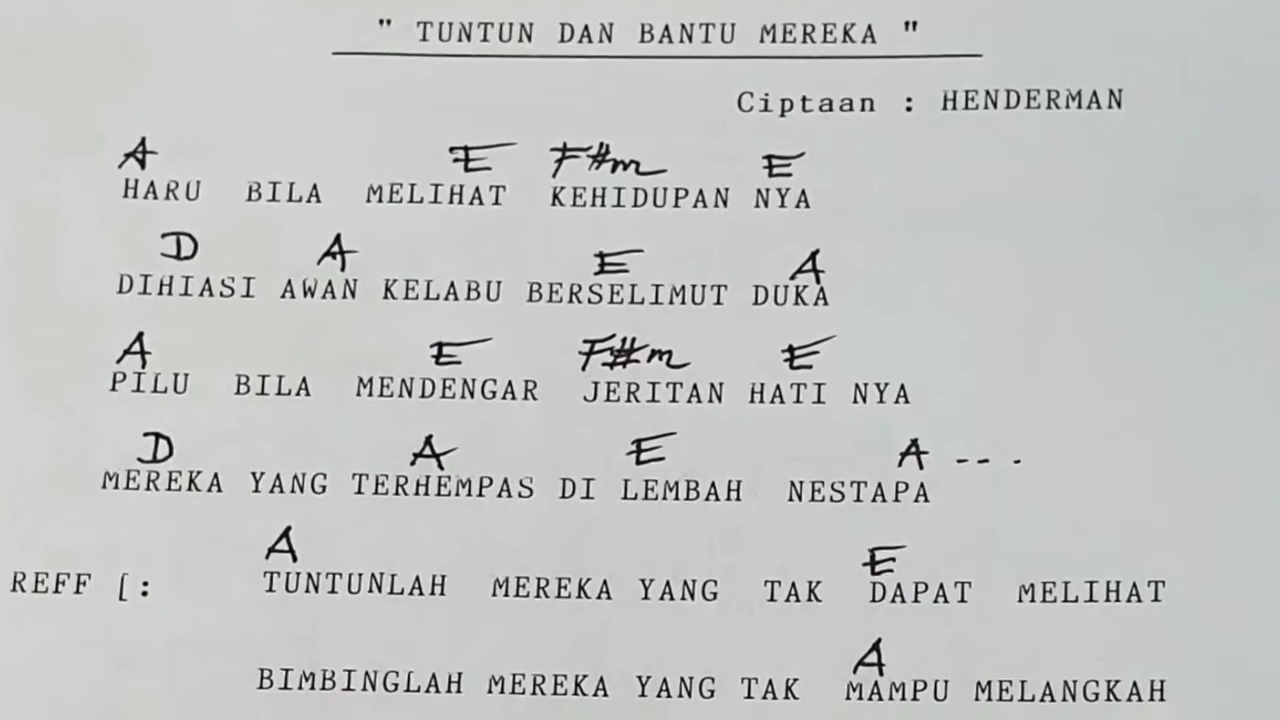 " TUNTUN DAN BANTU MEREKA "
Ciptaan : HENDERMAN
A E F#m E
HARU BILA MELIHAT KEHIDUPAN NYA
D A E A
DIHIASI AWAN KELABU BERSELIMUT DUKA
A E F#m E
PILU BILA MENDENGAR JERITAN HATI NYA
D A E A - - -
MEREKA YANG TERHEMPAS DI LEMBAH NESTAPA
A E
REFF [: TUNTUNLAH MEREKA YANG TAK DAPAT MELIHAT
A
BIMBINGLAH MEREKA YANG TAK MAMPU MELANGKAH